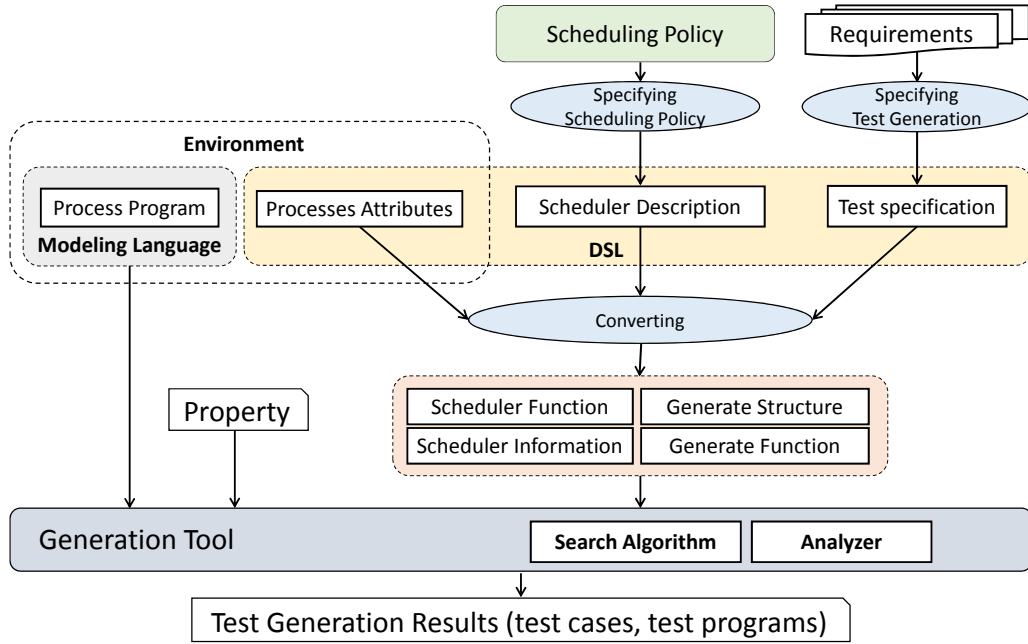 Scheduling Policy
Requirements
Specifying
Scheduling Policy
Specifying
Test Generation
Environment
Process Program
Processes Attributes
Scheduler Description
Test specification
Modeling Language
DSL
Converting
Property
Scheduler Function
Generate Structure
Scheduler Information
Generate Function
Generation Tool
Search Algorithm
Analyzer
Test Generation Results (test cases, test programs)